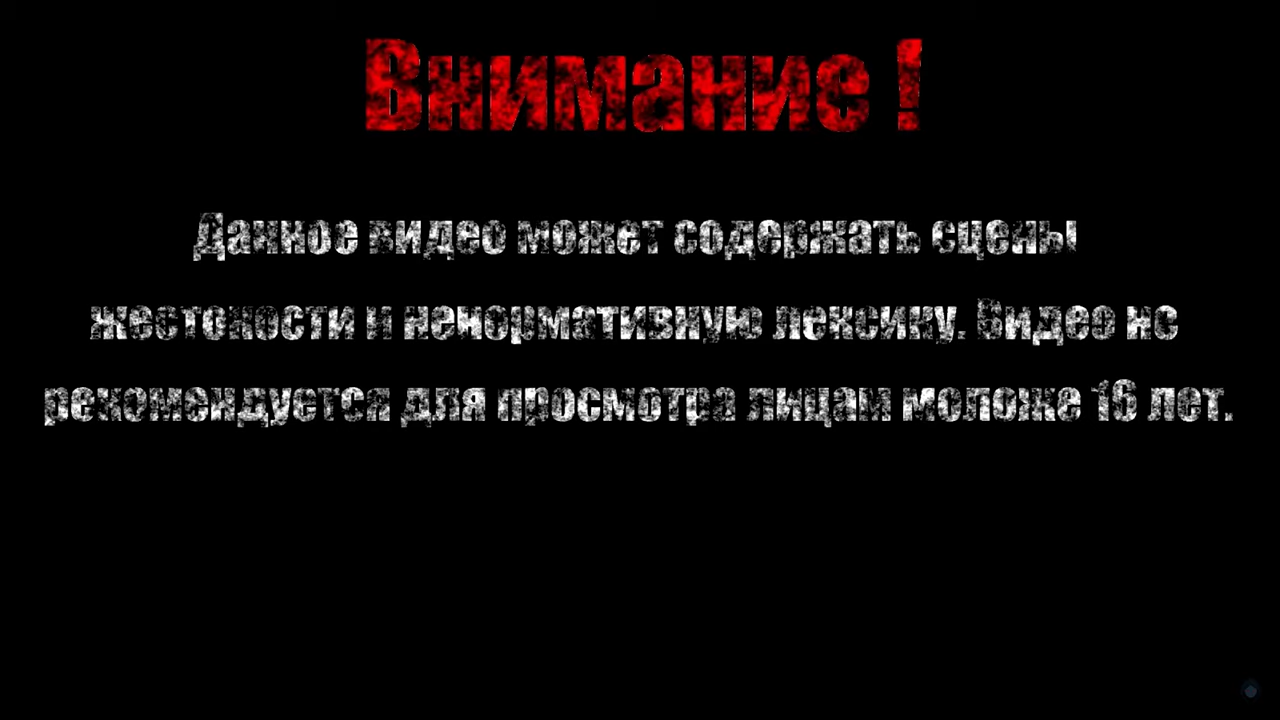 Внимание !
Данное видео может содержать сцены
жестокости и ненормативную лексику. Видео не
рекомендуется для просмотра лицам моложе 16 лет.